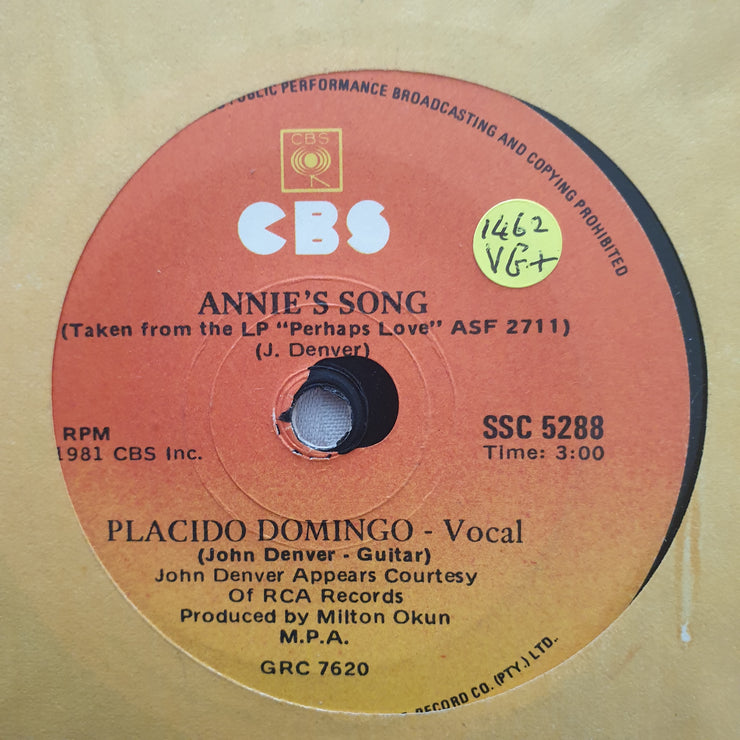 PUBLIC PERFORMANCE BROADCASTING AND COPYING PROHIBITED
CBS
CBS
1462
VG+
ANNIE'S SONG
(Taken from the LP "Perhaps Love" ASF 2711)
(J. Denver)
RPM
1981 CBS Inc.
SSC 5288
Time: 3:00
PLACIDO DOMINGO - Vocal
(John Denver - Guitar)
John Denver Appears Courtesy
Of RCA Records
Produced by Milton Okun
M.P.A.
GRC 7620
RECORD CO. (PTY.) LTD.